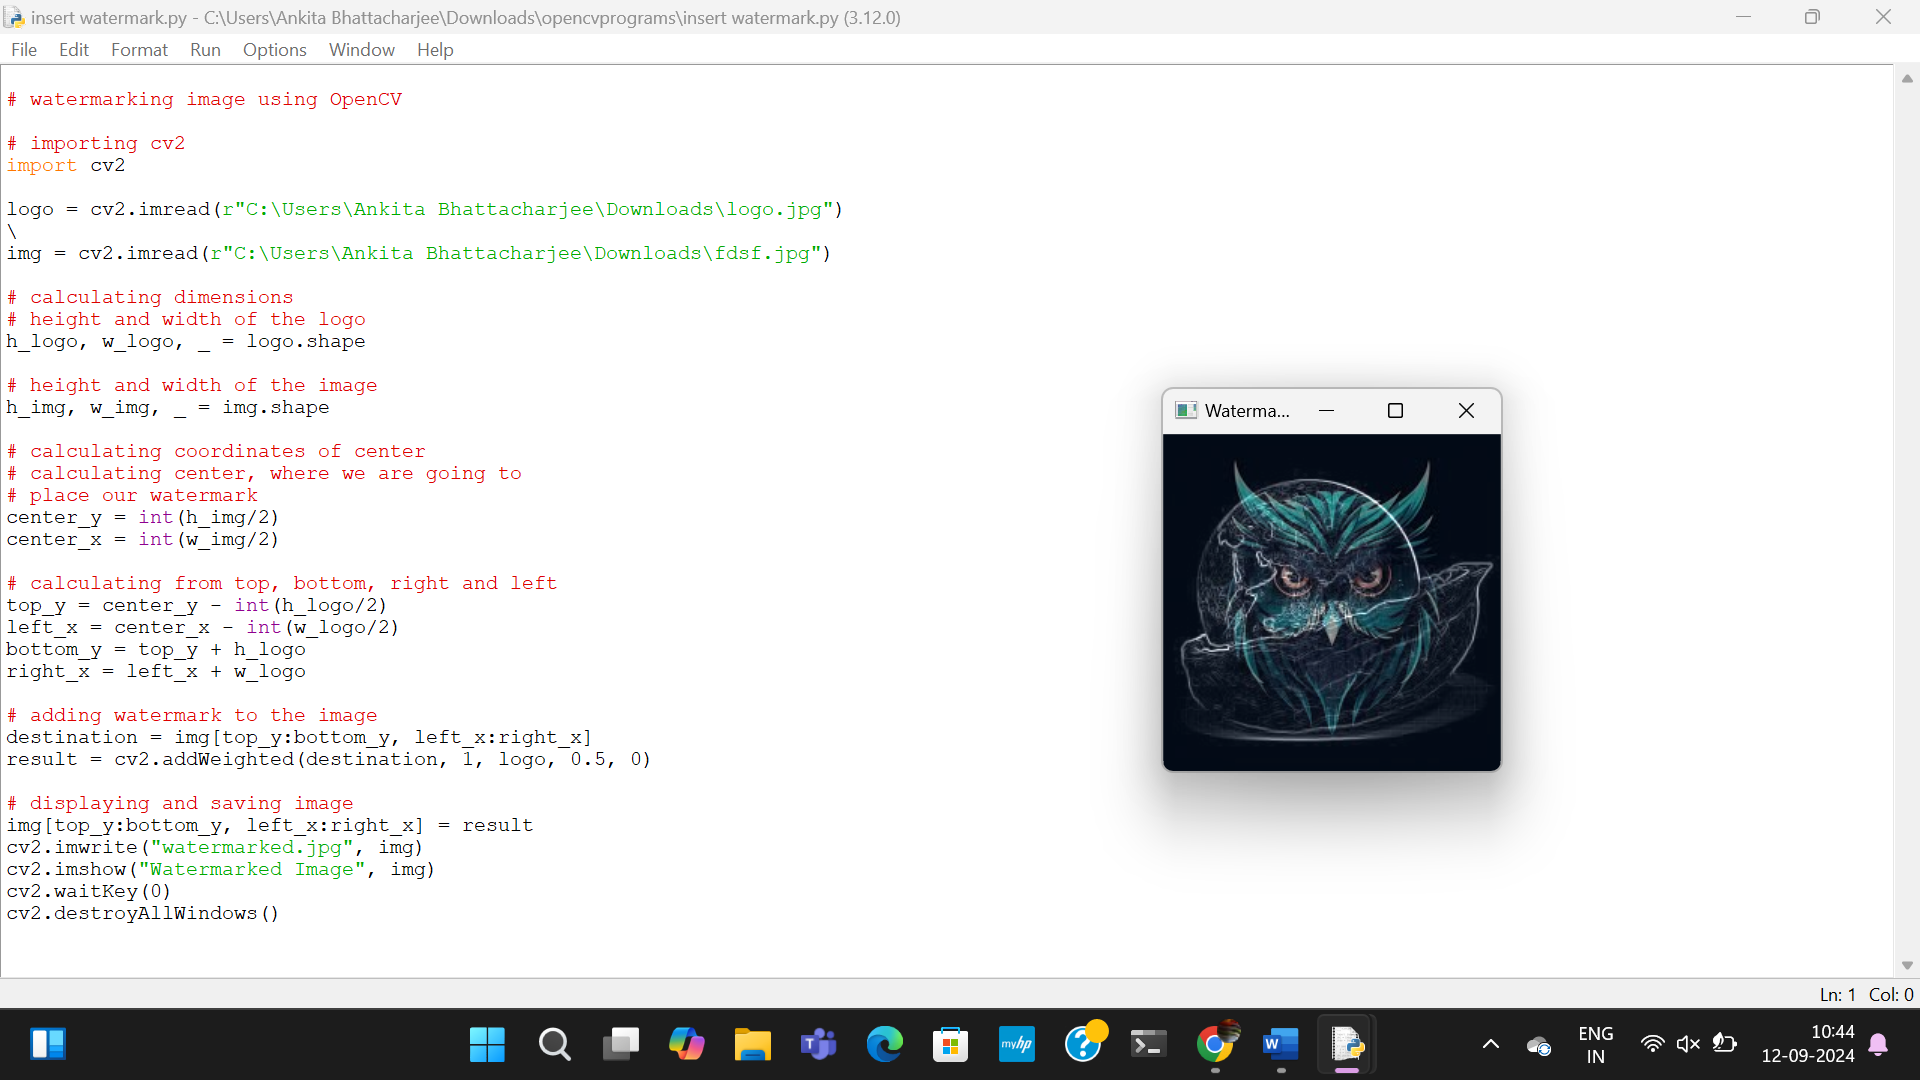 insert watermark.py - C:\Users\Ankita Bhattacharjee\Downloads\opencvprograms\insert watermark.py (3.12.0)
File Edit Format Run Options Window Help
# watermarking image using OpenCV
# importing cv2
import cv2
logo = cv2.imread(r"C:\Users\Ankita Bhattacharjee\Downloads\logo.jpg")
\
img = cv2.imread(r"C:\Users\Ankita Bhattacharjee\Downloads\fdsf.jpg")
# calculating dimensions
# height and width of the logo
h_logo, w_logo, _ = logo.shape
# height and width of the image
h_img, w_img, _ = img.shape
# calculating coordinates of center
# calculating center, where we are going to
# place our watermark
center_y = int(h_img/2)
center_x = int(w_img/2)
# calculating from top, bottom, right and left
top_y = center_y - int(h_logo/2)
left_x = center_x - int(w_logo/2)
bottom_y = top_y + h_logo
right_x = left_x + w_logo
# adding watermark to the image
destination = img[top_y:bottom_y, left_x:right_x]
result = cv2.addWeighted(destination, 1, logo, 0.5, 0)
# displaying and saving image
img[top_y:bottom_y, left_x:right_x] = result
cv2.imwrite("watermarked.jpg", img)
cv2.imshow("Watermarked Image", img)
cv2.waitKey(0)
cv2.destroyAllWindows()
Waterma...
Ln: 1 Col: 0
T
myhp
?
W
ENG
IN
10:44
12-09-2024